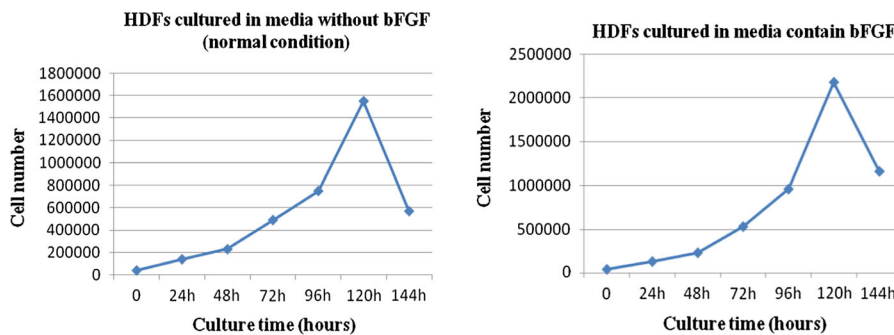 HDFs cultured in media without bFGF
(normal condition)
1800000
1600000
1400000
1200000
1000000
800000
600000
400000
200000
0
Cell number
0 24h 48h 72h 96h 120h 144h
Culture time (hours)
HDFs cultured in media contain bFGF
2500000
2000000
1500000
1000000
500000
0
Cell number
0 24h 48h 72h 96h 120h 144h
Culture time (hours)